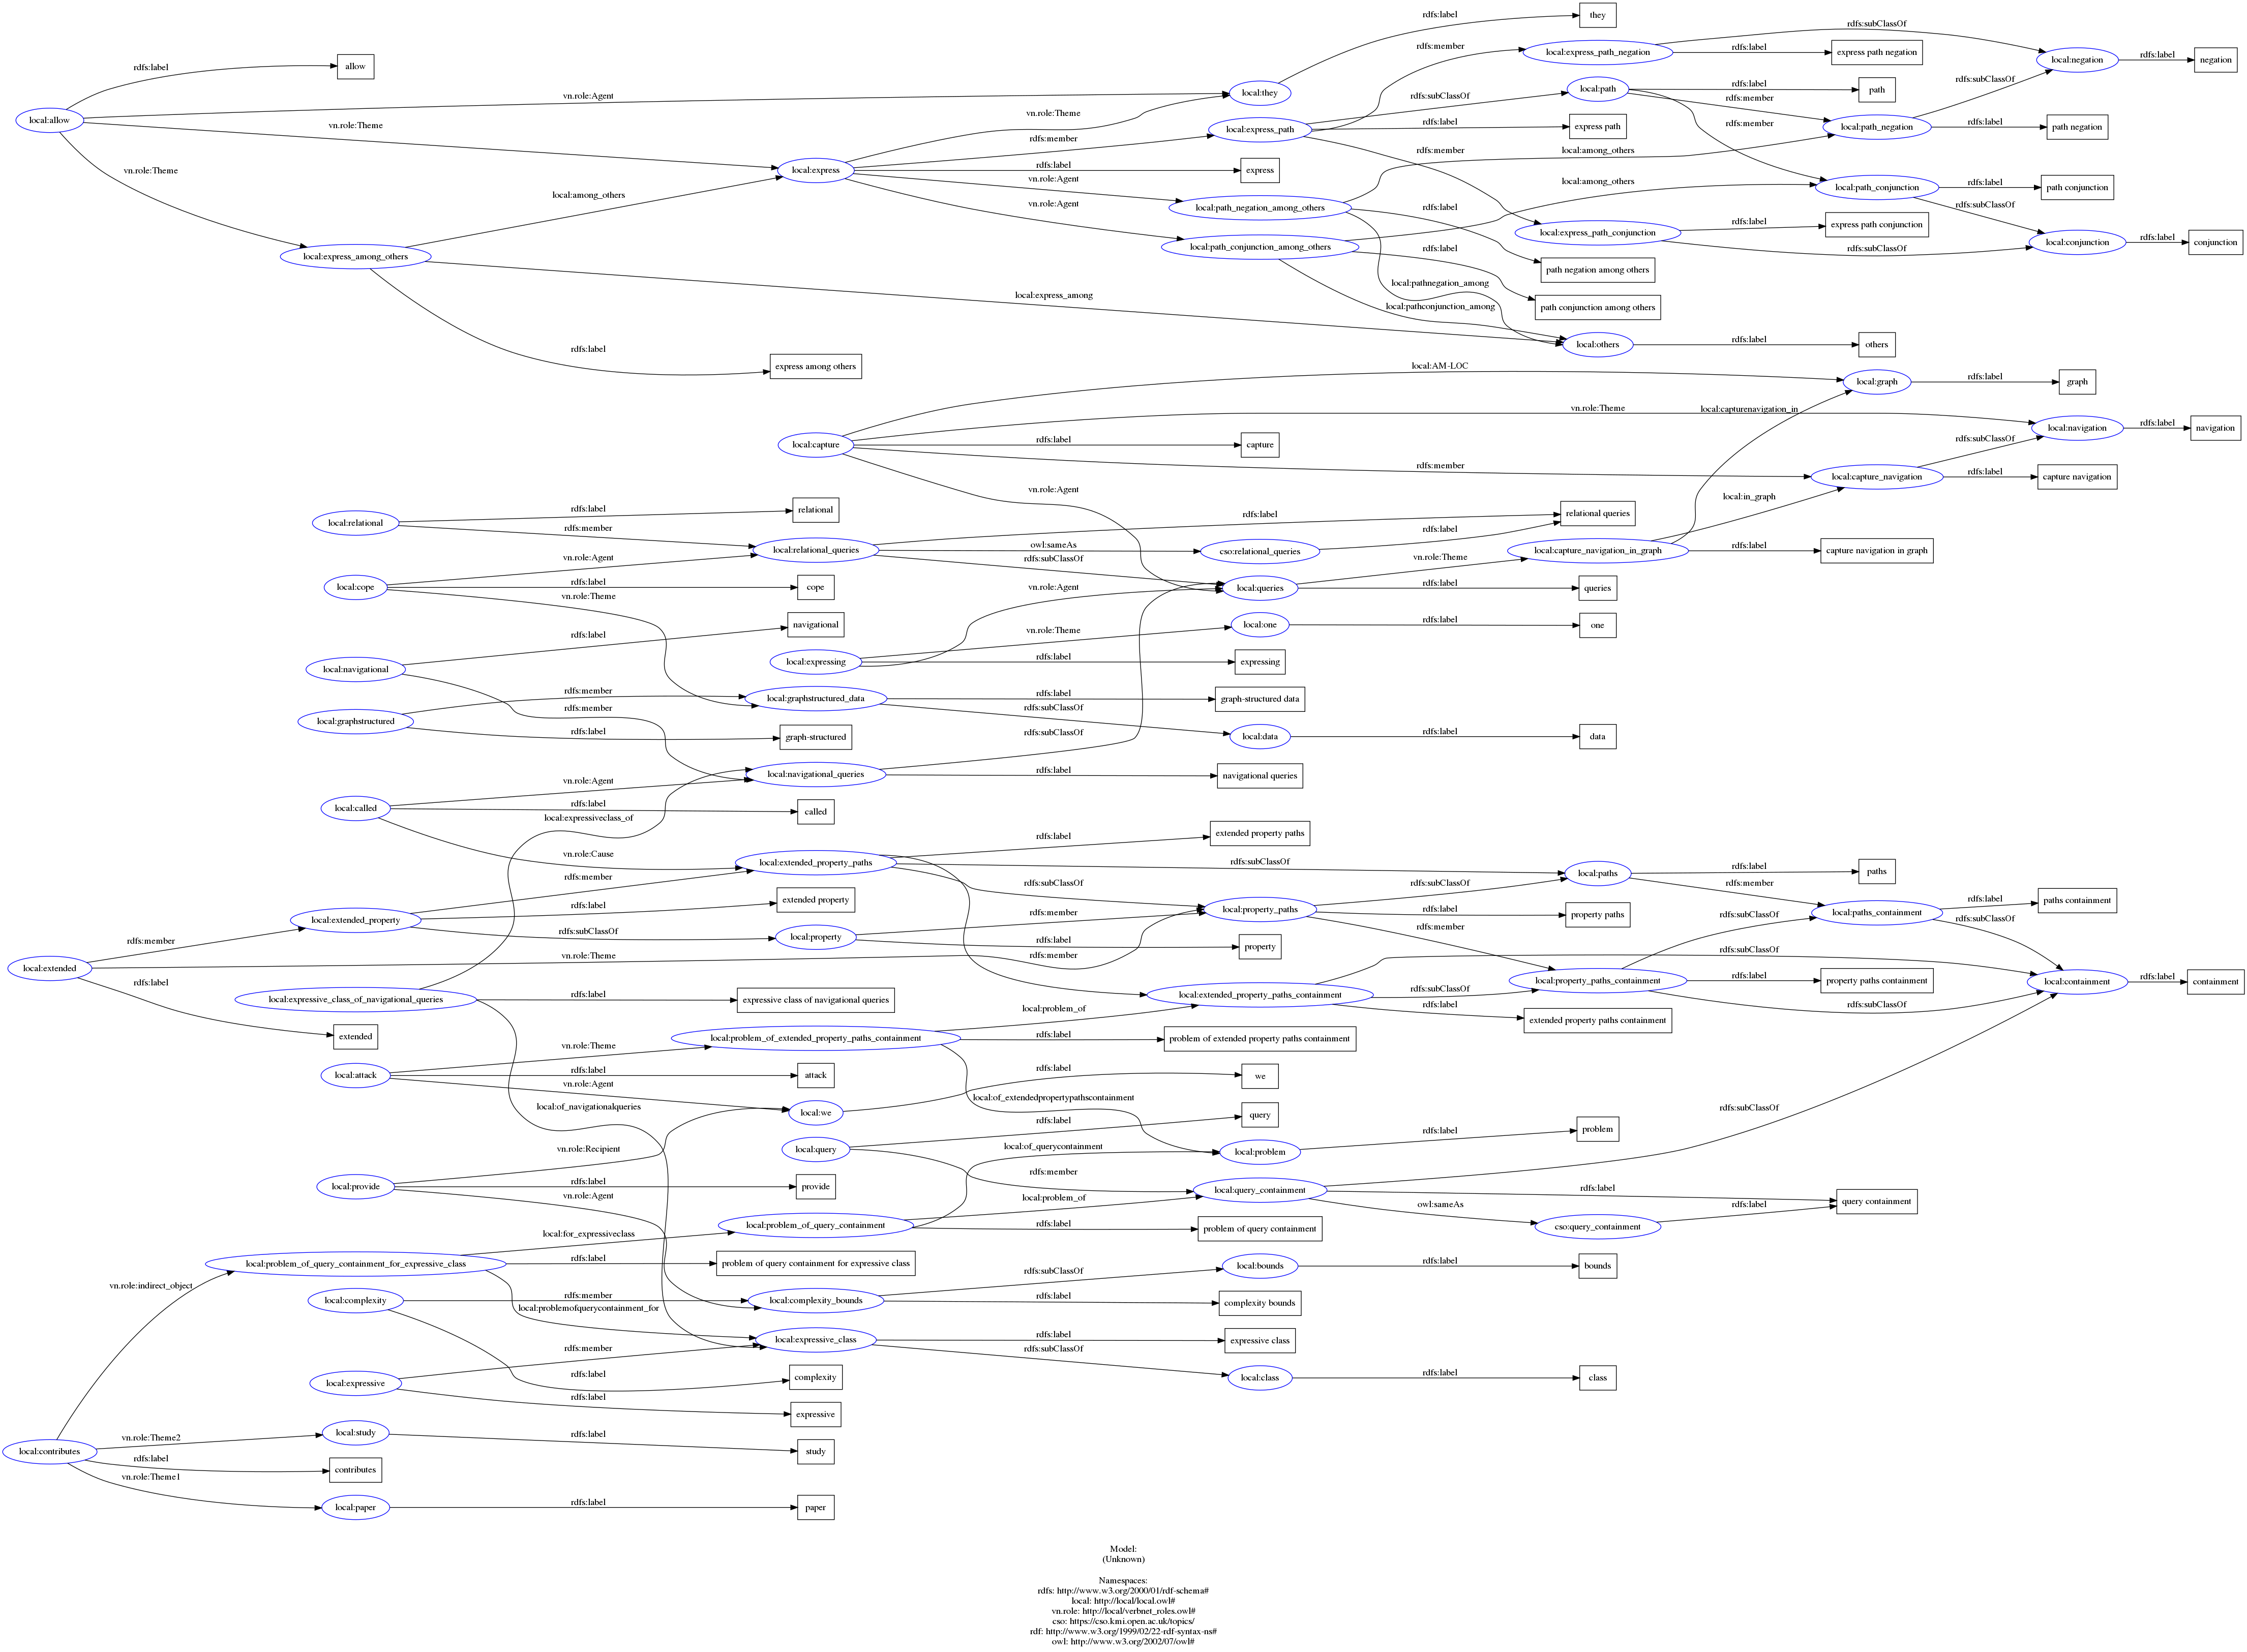 rdfs:label
they
rdfs:subClassOf
rdfs:member
local:express_path_negation
rdfs:label
express path negation
local:negation
rdfs:label
negation
rdfs:label
allow
vn.role:Agent
local:they
rdfs:subClassOf
local:path
rdfs:label
path
rdfs:subClassOf
rdfs:member
local:allow
vn.role:Theme
vn.role:Theme
local:express_path
rdfs:label
express path
rdfs:member
local:path_negation
rdfs:label
path negation
rdfs:member
rdfs:member
local:among_others
vn.role:Theme
local:express
rdfs:label
express
vn.role:Agent
local:among_others
local:path_conjunction
rdfs:label
path conjunction
local:among_others
vn.role:Agent
local:path_negation_among_others
rdfs:label
rdfs:subClassOf
local:express_path_conjunction
rdfs:label
express path conjunction
local:path_conjunction_among_others
rdfs:label
rdfs:subClassOf
local:conjunction
rdfs:label
conjunction
local:express_among_others
path negation among others
local:express_among
local:pathnegation_among
local:pathconjunction_among
path conjunction among others
rdfs:label
express among others
local:others
rdfs:label
others
local:AM-LOC
local:graph
rdfs:label
graph
vn.role:Theme
local:capturenavigation_in
local:capture
rdfs:label
capture
local:navigation
rdfs:label
navigation
rdfs:subClassOf
rdfs:member
local:capture_navigation
rdfs:label
capture navigation
vn.role:Agent
local:in_graph
local:relational
rdfs:label
relational
rdfs:member
rdfs:label
relational queries
local:relational_queries
owl:sameAs
cso:relational_queries
rdfs:label
rdfs:subClassOf
vn.role:Agent
local:capture_navigation_in_graph
rdfs:label
capture navigation in graph
vn.role:Theme
local:cope
rdfs:label
cope
vn.role:Theme
vn.role:Agent
local:queries
rdfs:label
queries
navigational
rdfs:label
vn.role:Theme
local:one
rdfs:label
one
local:navigational
local:expressing
rdfs:label
expressing
rdfs:member
rdfs:member
local:graphstructured_data
rdfs:label
graph-structured data
rdfs:subClassOf
local:graphstructured
rdfs:label
graph-structured
rdfs:subClassOf
local:data
rdfs:label
data
local:navigational_queries
rdfs:label
navigational queries
vn.role:Agent
local:called
rdfs:label
called
local:expressiveclass_of
rdfs:label
extended property paths
vn.role:Cause
local:extended_property_paths
rdfs:subClassOf
local:paths
rdfs:label
paths
rdfs:member
rdfs:subClassOf
rdfs:subClassOf
rdfs:member
local:extended_property
rdfs:label
extended property
local:property_paths
rdfs:label
property paths
local:paths_containment
rdfs:label
paths containment
rdfs:subClassOf
rdfs:member
rdfs:subClassOf
rdfs:subClassOf
local:property
rdfs:label
property
rdfs:member
rdfs:member
local:extended
vn.role:Theme
rdfs:member
rdfs:subClassOf
rdfs:label
local:property_paths_containment
rdfs:label
property paths containment
local:containment
rdfs:label
containment
local:expressive_class_of_navigational_queries
rdfs:label
expressive class of navigational queries
local:extended_property_paths_containment
rdfs:subClassOf
rdfs:label
extended property paths containment
rdfs:subClassOf
extended
local:problem_of
vn.role:Theme
local:problem_of_extended_property_paths_containment
rdfs:label
problem of extended property paths containment
local:attack
rdfs:label
attack
vn.role:Agent
rdfs:label
we
local:of_navigationalqueries
local:we
local:of_extendedpropertypathscontainment
rdfs:subClassOf
rdfs:label
query
local:query
rdfs:label
problem
vn.role:Recipient
local:of_querycontainment
local:problem
rdfs:member
local:provide
rdfs:label
provide
vn.role:Agent
local:problem_of
local:query_containment
rdfs:label
query containment
owl:sameAs
rdfs:label
local:problem_of_query_containment
rdfs:label
problem of query containment
cso:query_containment
local:for_expressiveclass
local:problem_of_query_containment_for_expressive_class
rdfs:label
problem of query containment for expressive class
rdfs:subClassOf
local:bounds
rdfs:label
bounds
vn.role:indirect_object
local:complexity
rdfs:member
local:problemofquerycontainment_for
local:complexity_bounds
rdfs:label
complexity bounds
local:expressive_class
rdfs:label
expressive class
rdfs:member
rdfs:subClassOf
local:expressive
rdfs:label
complexity
local:class
rdfs:label
class
rdfs:label
expressive
vn.role:Theme2
local:study
rdfs:label
study
local:contributes
rdfs:label
contributes
vn.role:Theme1
local:paper
rdfs:label
paper
Model:
(Unknown)
Namespaces:
rdfs: http://www.w3.org/2000/01/rdf-schema#
local: http://local/local.owl#
vn.role: http://local/verbnet_roles.owl#
cso: https://cso.kmi.open.ac.uk/topics/
rdf: http://www.w3.org/1999/02/22-rdf-syntax-ns#
owl: http://www.w3.org/2002/07/owl#